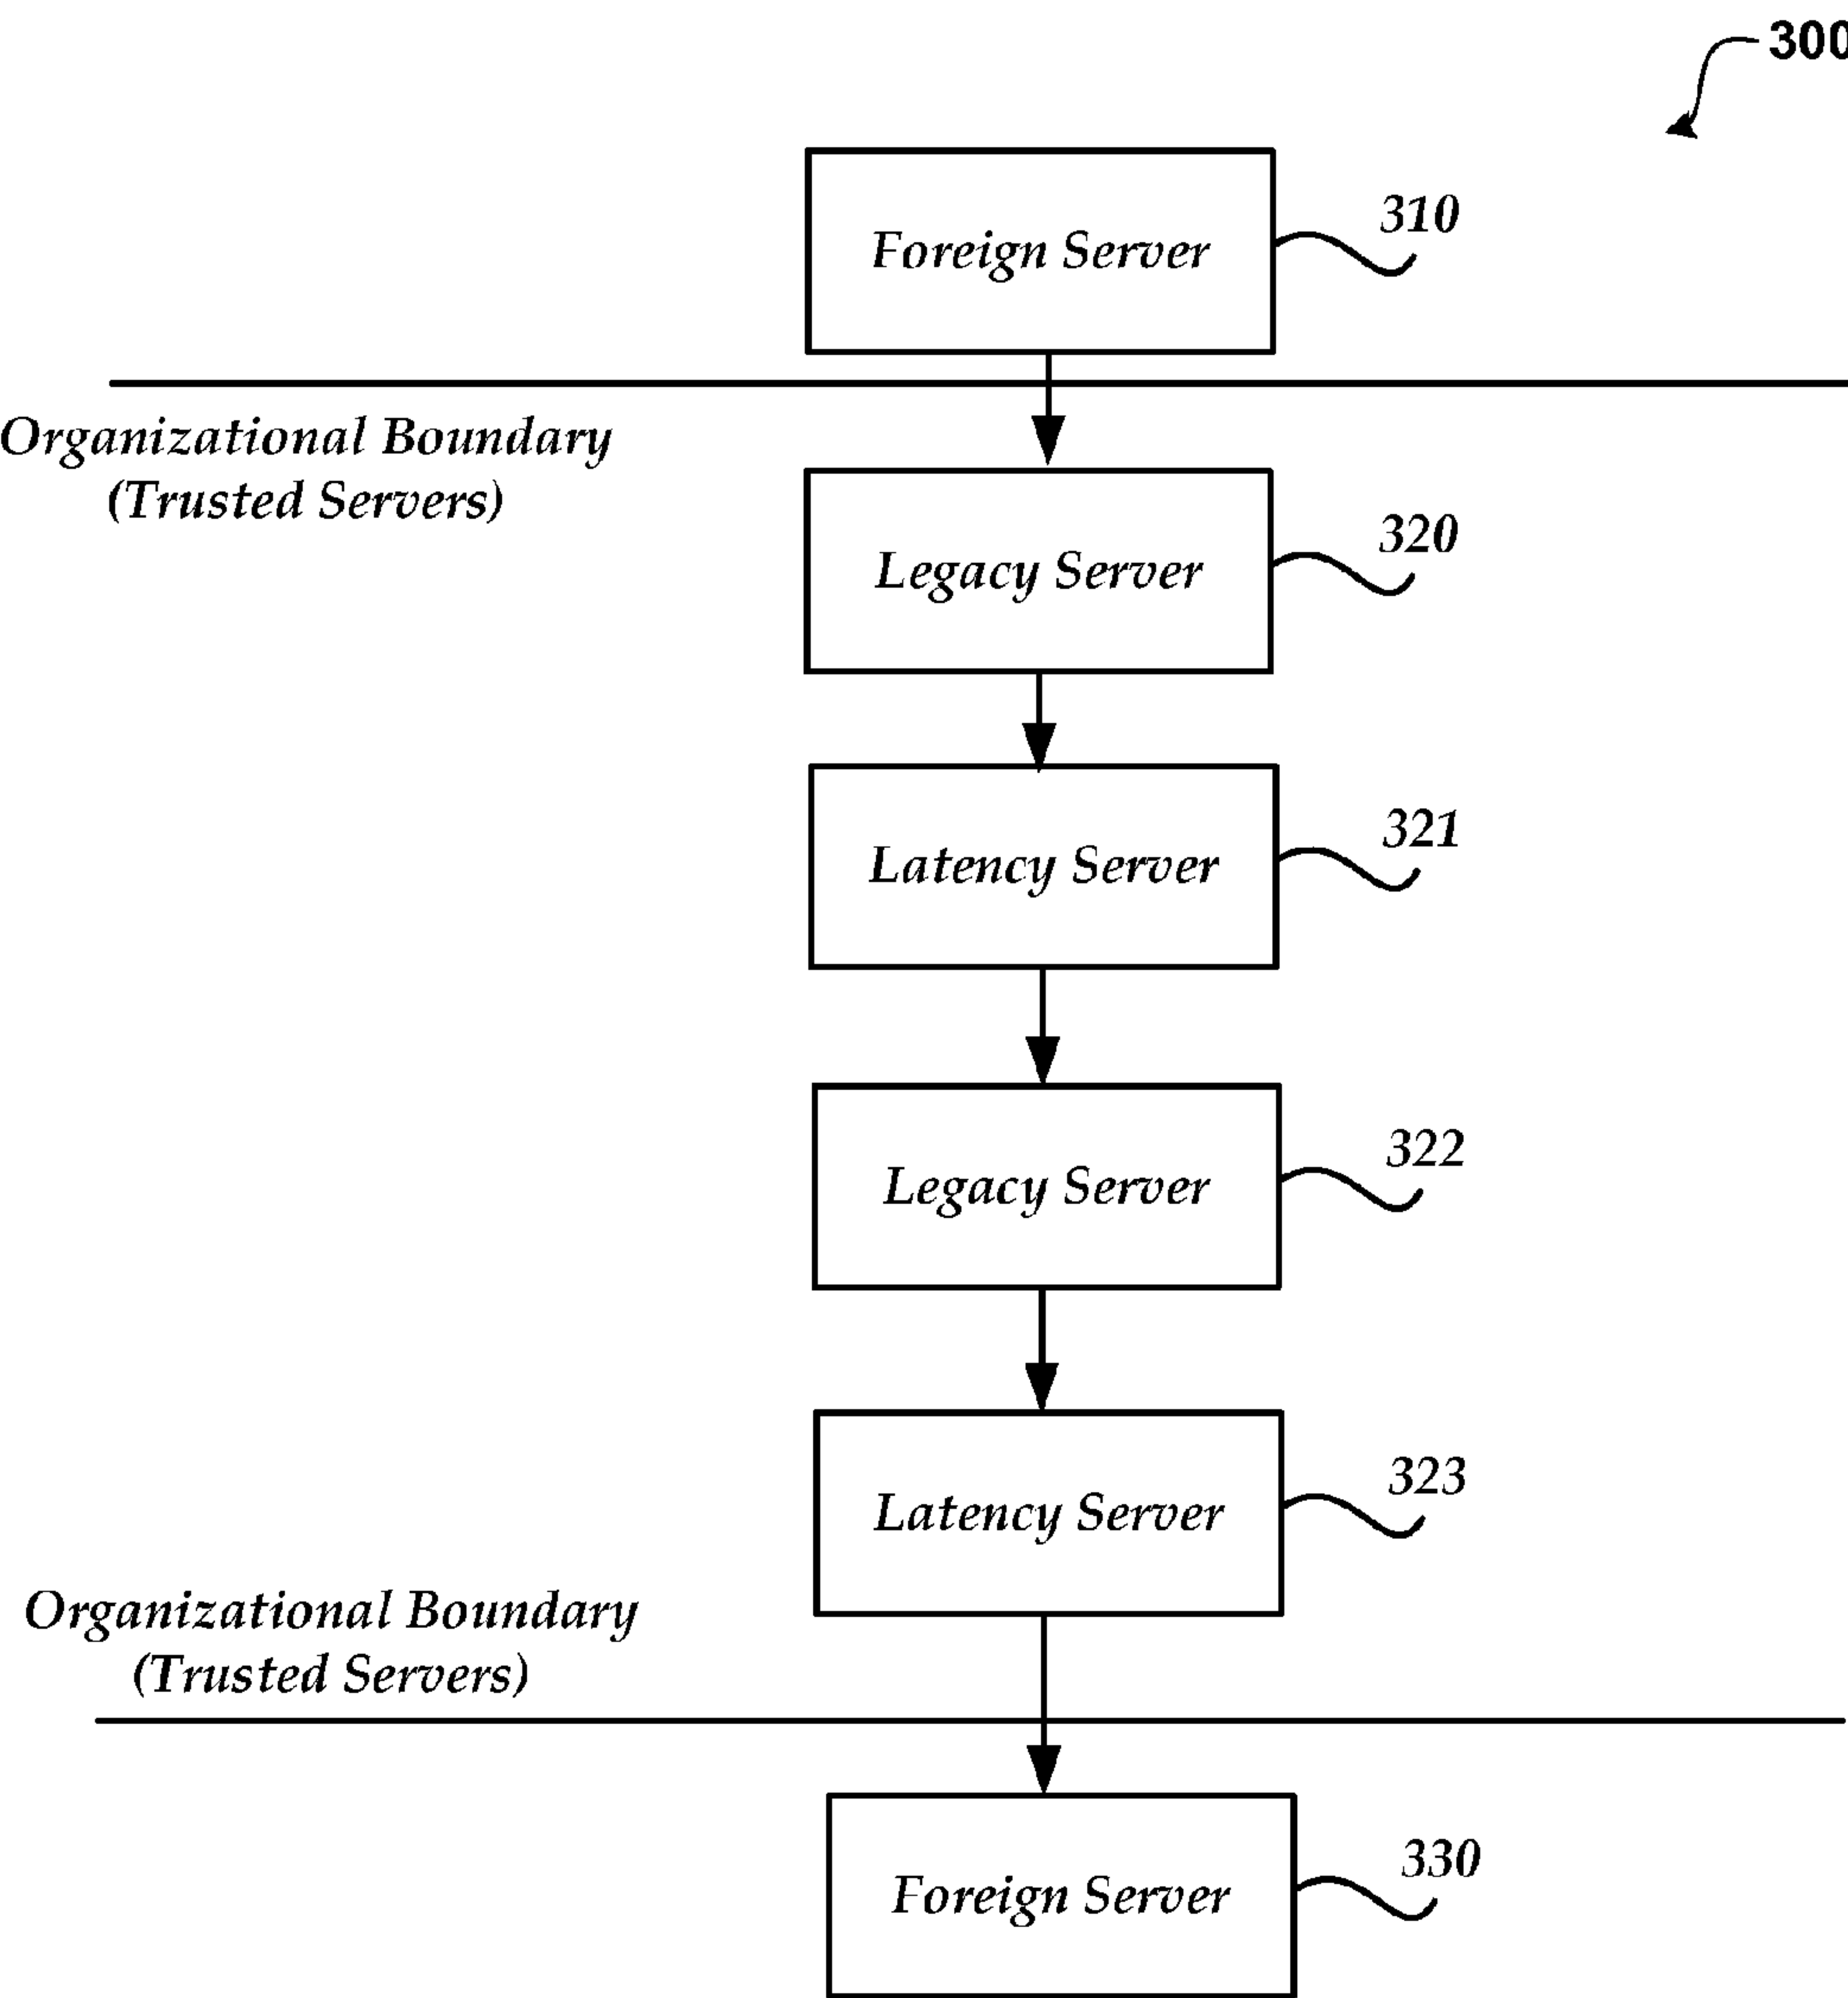 300
Foreign Server
310
Organizational Boundary
(Trusted Servers)
Legacy Server
320
Latency Server
321
Legacy Server
322
Latency Server
323
Organizational Boundary
(Trusted Servers)
Foreign Server
330